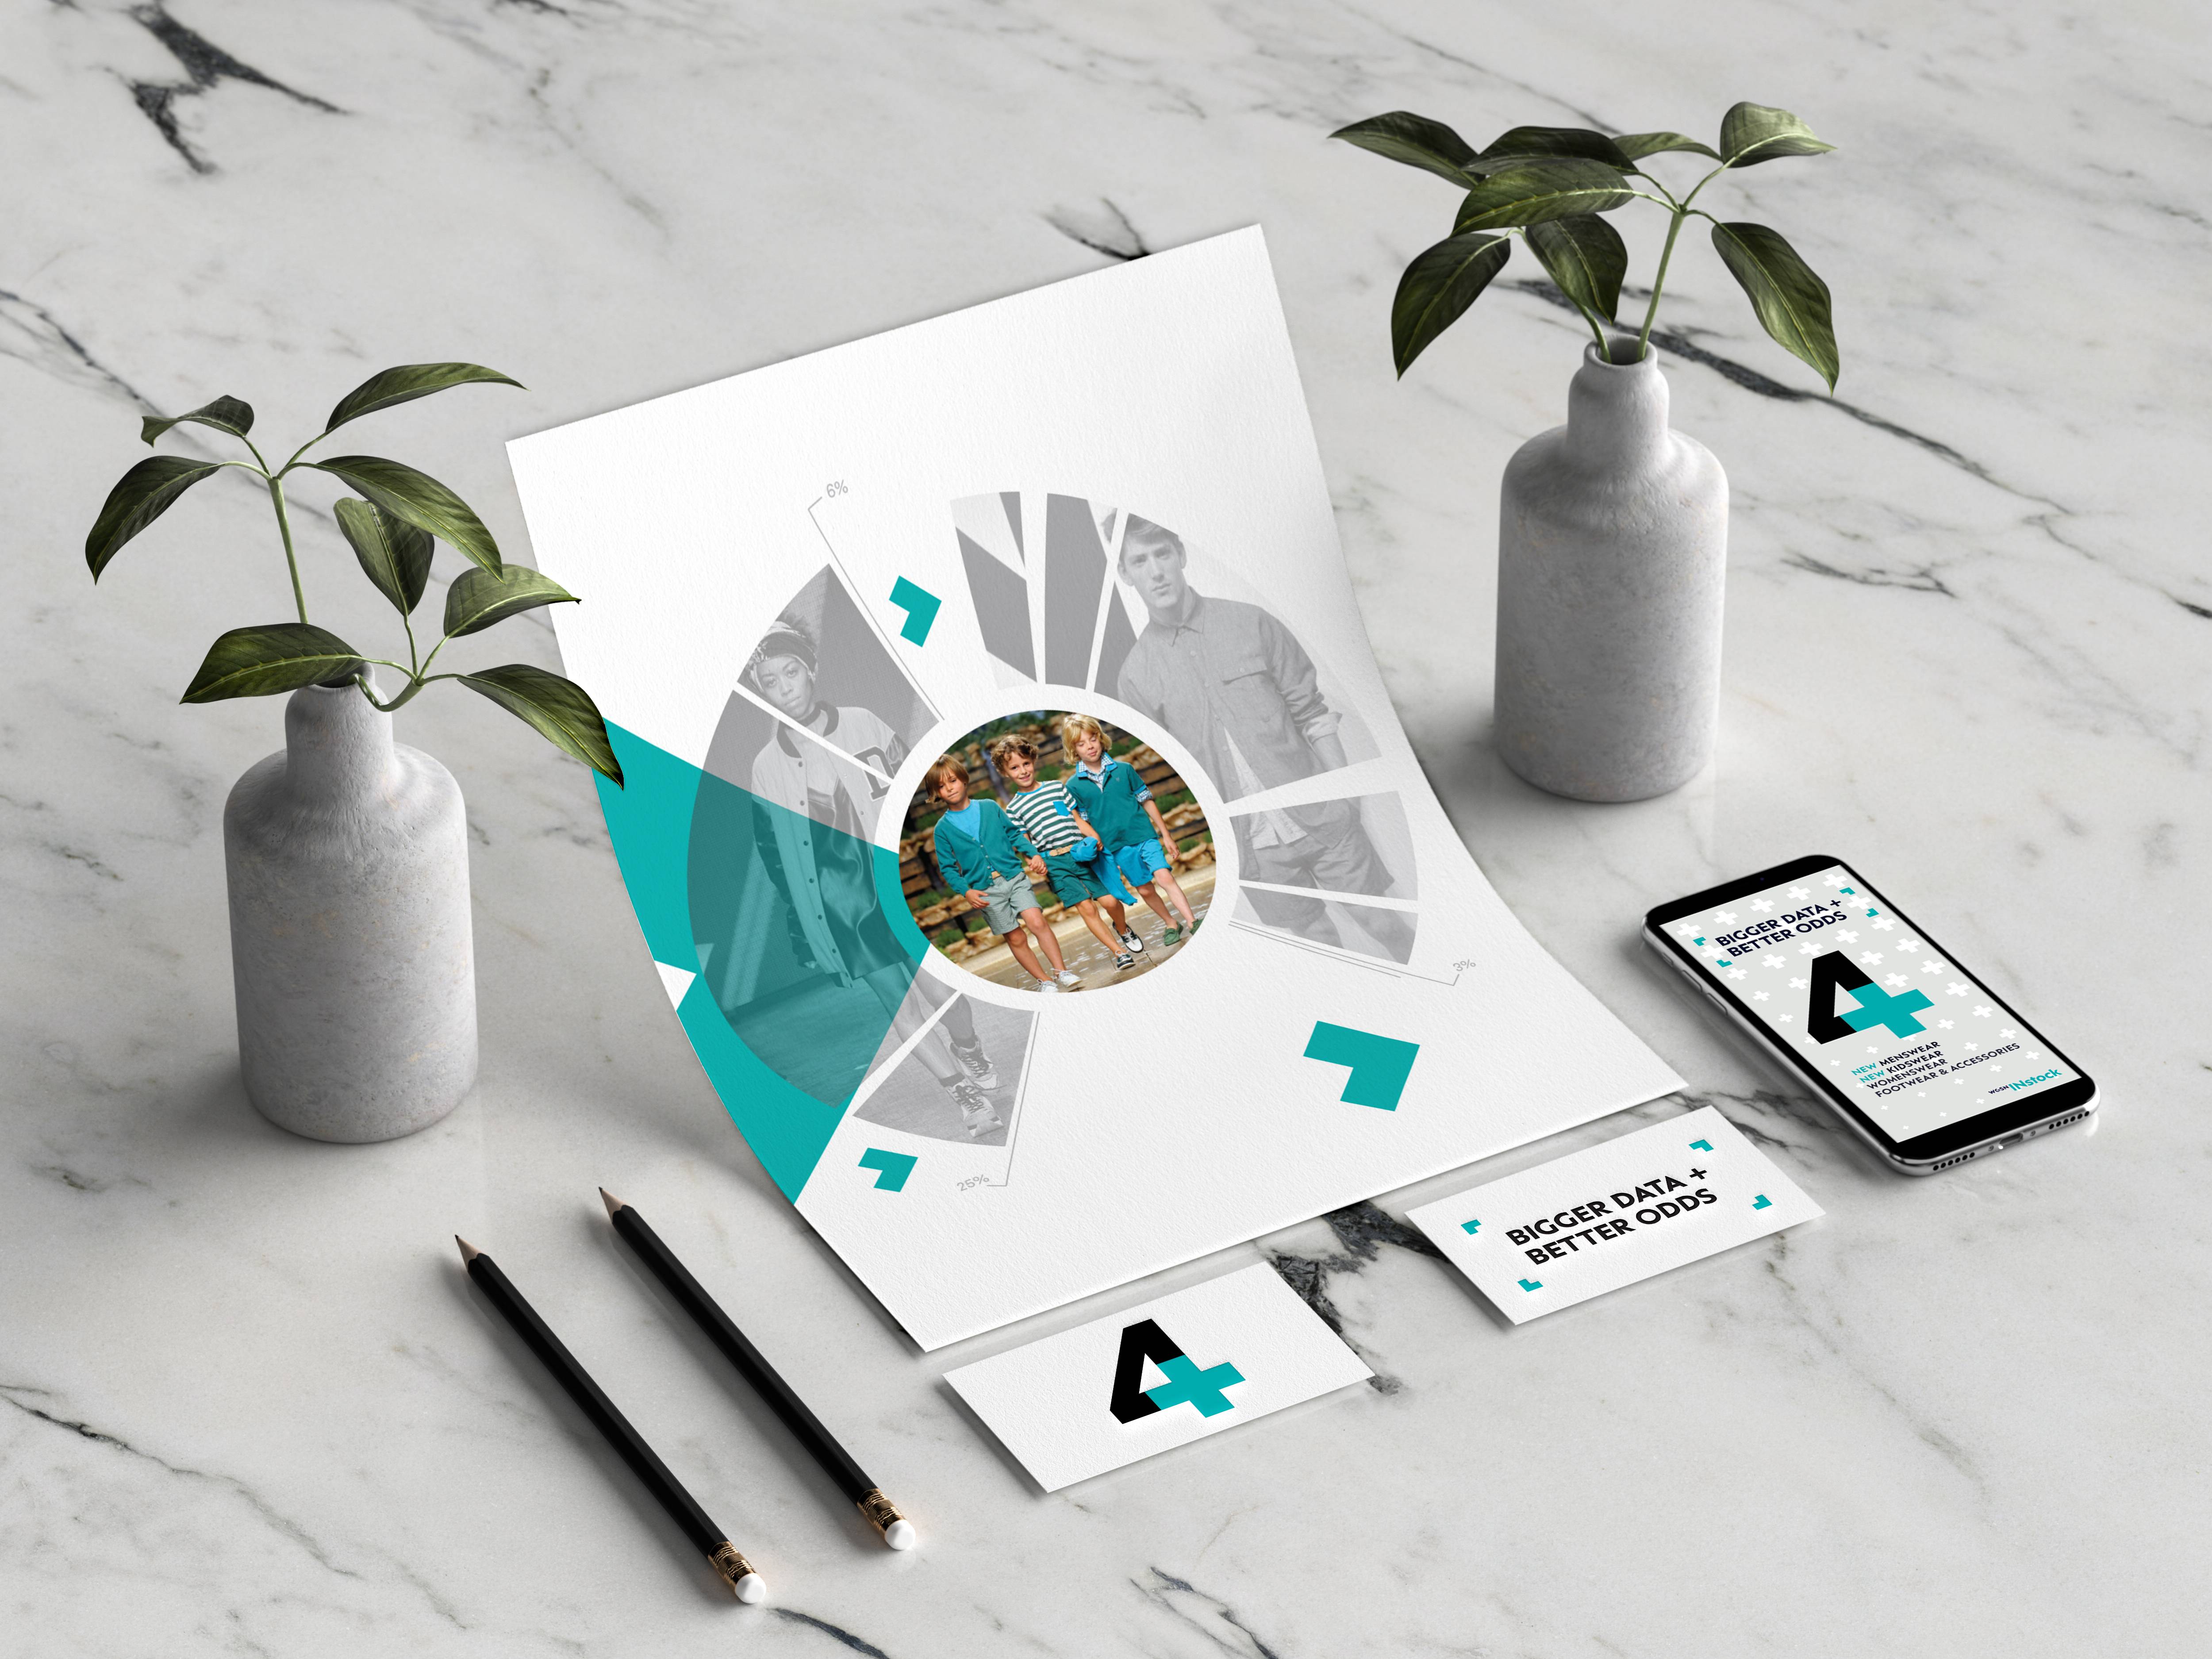 6%
3%
25%
BIGGER DATA +
BETTER ODDS
4
NEW MENSWEAR
NEW KIDSWEAR
WOMENSWEAR
FOOTWEAR & ACCESSORIES
WGSN INstock
BIGGER DATA +
BETTER ODDS
4